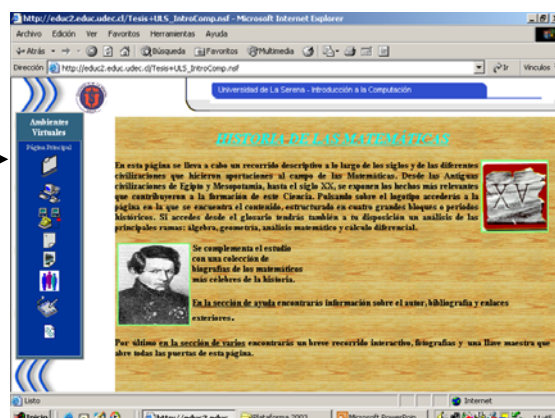 http://educ2.educ.udec.cl/Tesis+ULS_IntroComp.nsf - Microsoft Internet Explorer
Archivo Edición Ver Favoritos Herramientas Ayuda
Atrás Búsqueda Favoritos Multimedia
Dirección http://educ2.educ.udec.cl/Tesis+ULS_IntroComp.nsf Ir Vínculos
Universidad de La Serena - Introducción a la Computación
Ambientes
Virtuales
Página Principal
HISTORIA DE LAS MATEMÁTICAS
En esta página se lleva a cabo un recorrido descriptivo a lo largo de los siglos y de las diferentes
civilizaciones que hicieron aportaciones al campo de las Matemáticas. Desde las Antiguas
civilizaciones de Egipto y Mesopotamia, hasta el siglo XX, se exponen los hechos más relevantes
que contribuyeron a la formación de este Ciencia. Pulsando sobre el logotipo accederás a la
página en la que se encuentra el contenido, estructurado en cuatro grandes bloques o periodos
históricos. Si accedes desde el glosario tendrás también a tu disposición un análisis de las
principales ramas: álgebra, geometría, análisis matemático y cálculo diferencial.
XV
Se complementa el estudio
con una colección de
biografías de los matemáticos
más celebres de la historia.
En la sección de ayuda encontrarás información sobre el autor, bibliografía y enlaces
exteriores.
Por último en la sección de varios encontrarás un breve recorrido interactivo, fotografías y una llave maestra que
abre todas las puertas de esta página.
Listo Internet
Inicio Plataforma 2002 Microsoft PowerPoin 11:46